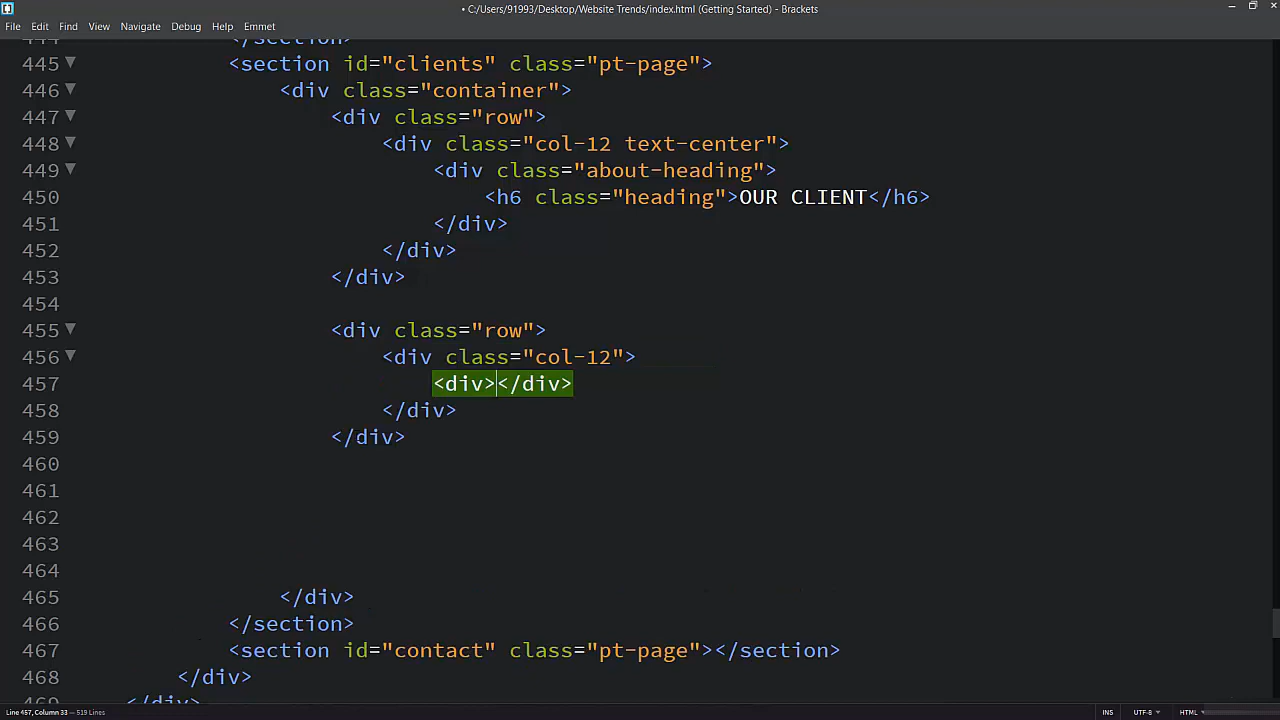 • C:/Users/91993/Desktop/Website Trends/index.html (Getting Started) - Brackets
File Edit Find View Navigate Debug Help Emmet
444 </section>
445 <section id="clients" class="pt-page">
446 <div class="container">
447 <div class="row">
448 <div class="col-12 text-center">
449 <div class="about-heading">
450 <h6 class="heading">OUR CLIENT</h6>
451 </div>
452 </div>
453 </div>
454
455 <div class="row">
456 <div class="col-12">
457 <div></div>
458 </div>
459 </div>
460
461
462
463
464
465 </div>
466 </section>
467 <section id="contact" class="pt-page"></section>
468 </div>
469 </div>
Line 457, Column 33 — 519 Lines INS UTF-8 HTML